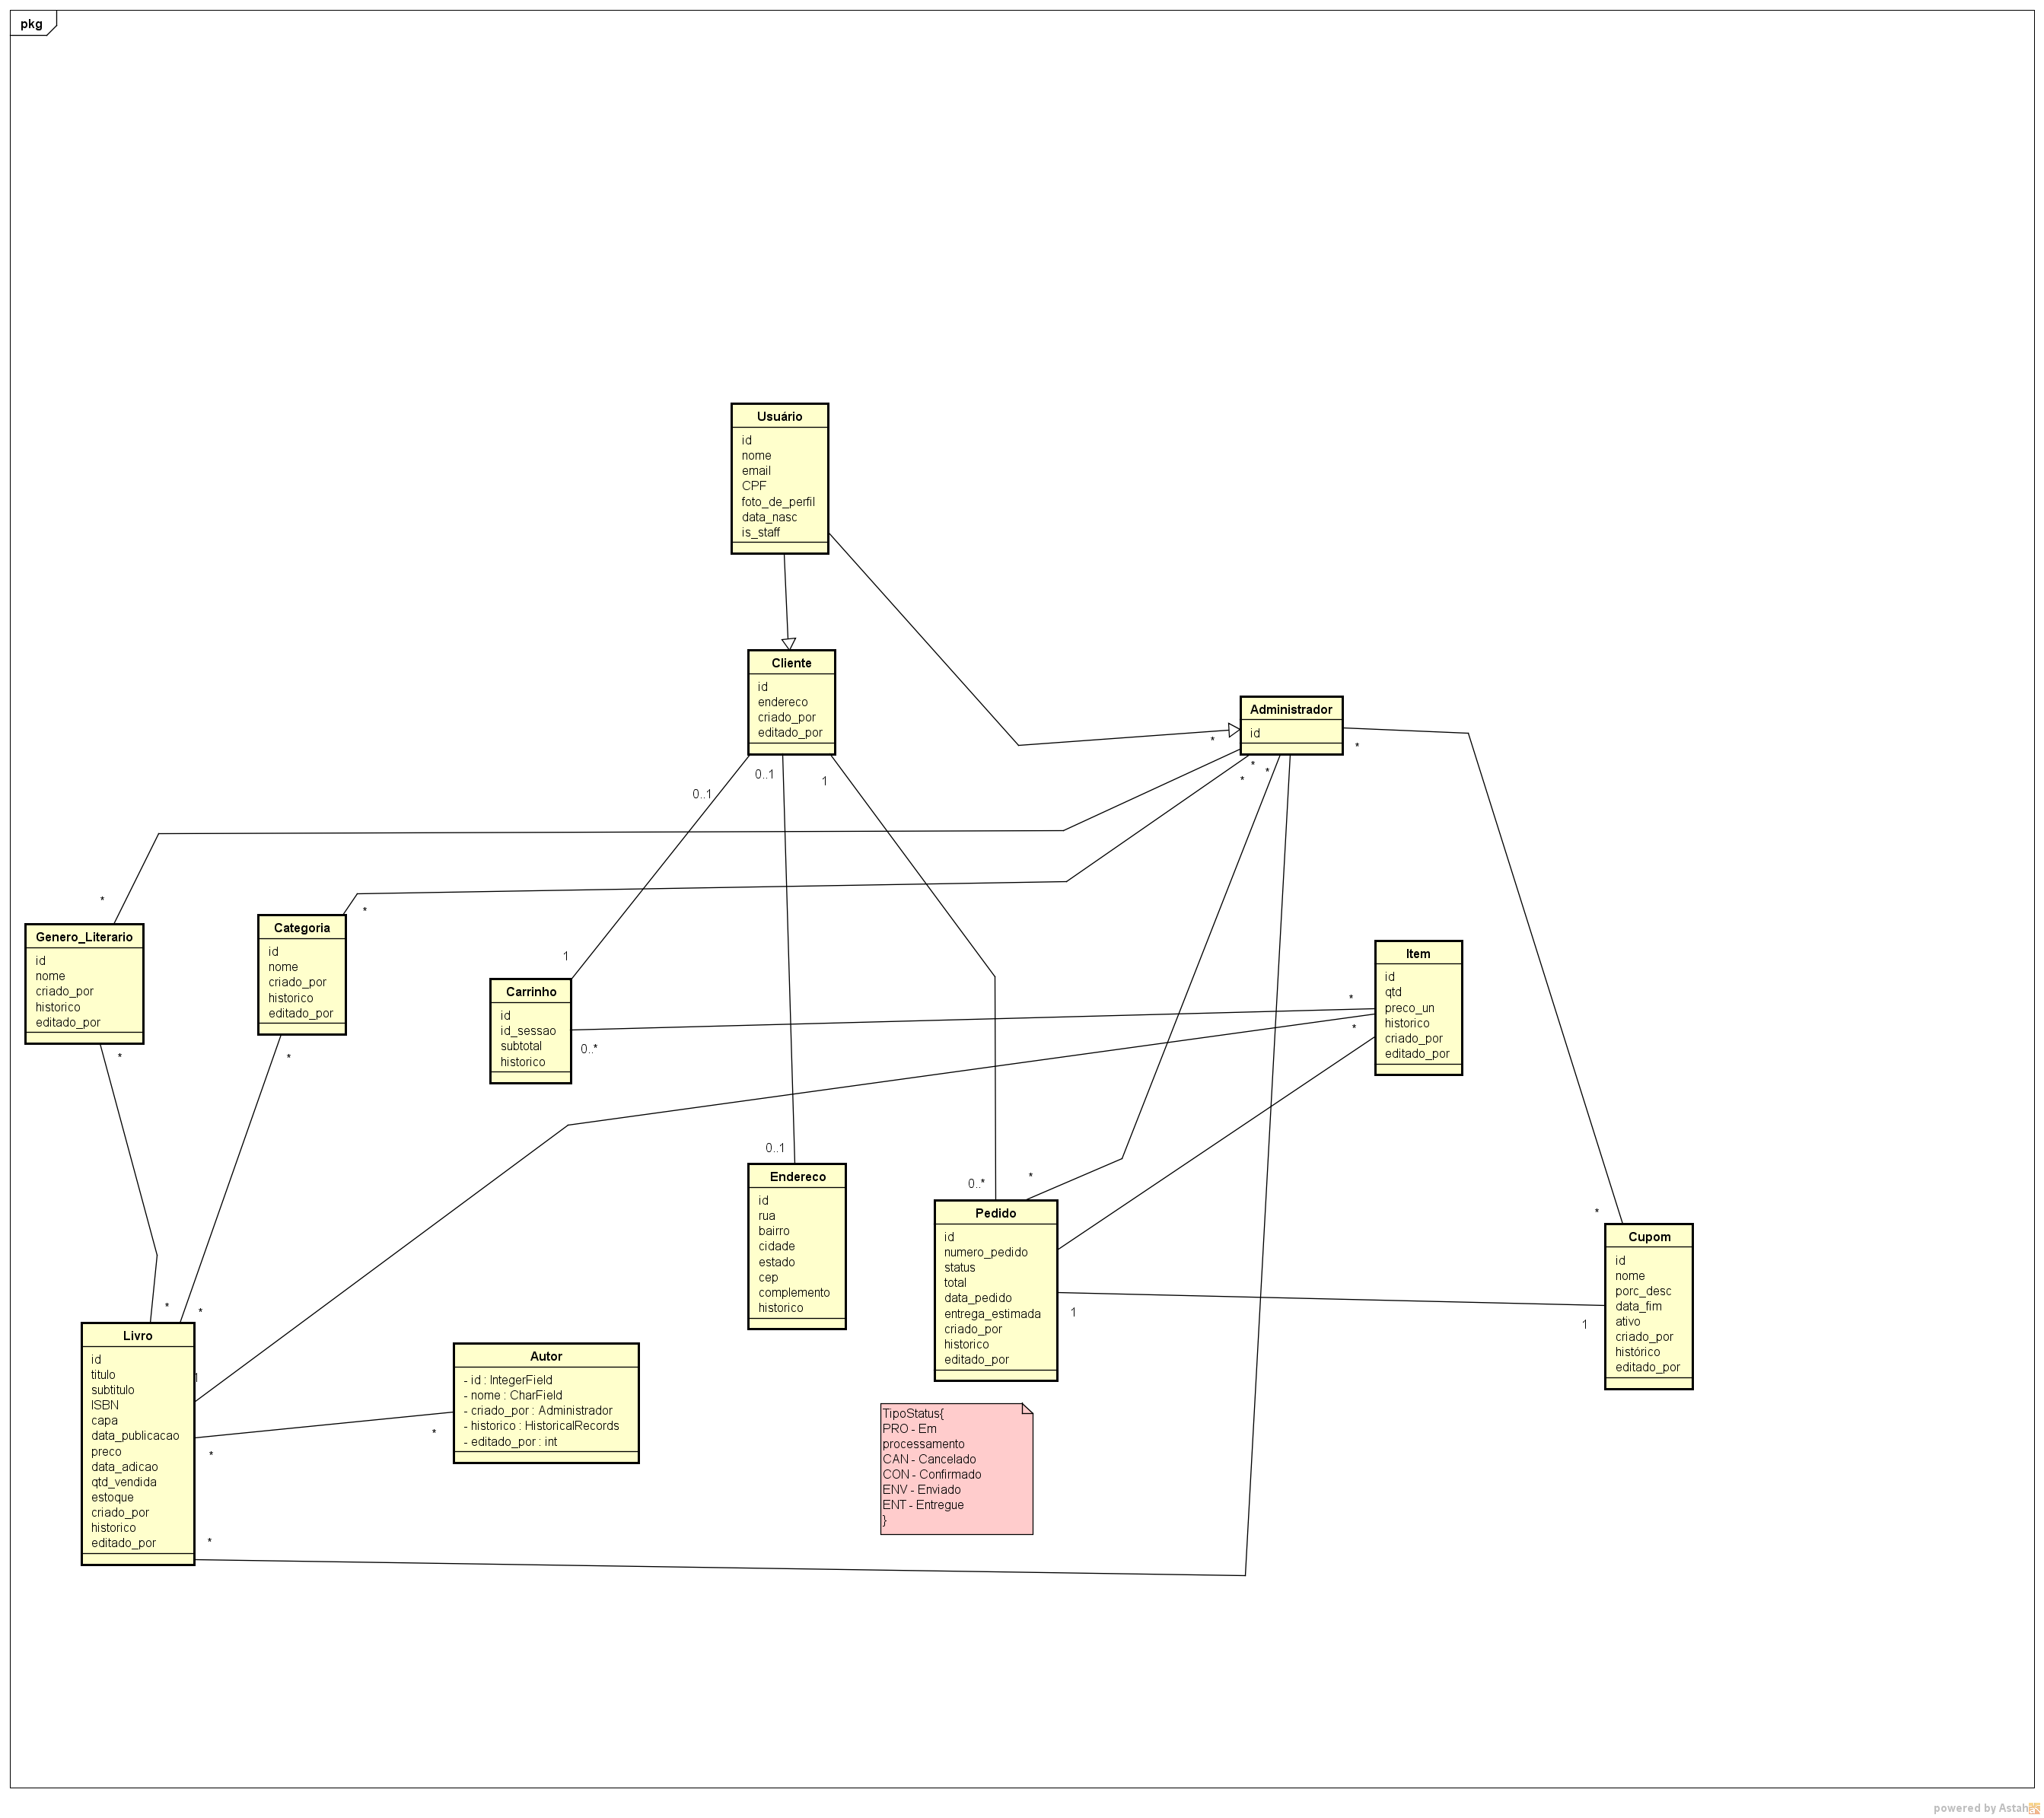 pkg
Usuário
id
nome
email
CPF
foto_de_perfil
data_nasc
is_staff
Cliente
id
endereco
criado_por
editado_por
0..1
0..1
1
Administrador
id
*
*
*
*
*
Genero_Literario
id
nome
criado_por
historico
editado_por
*
*
Categoria
id
nome
criado_por
historico
editado_por
*
*
Carrinho
id
id_sessao
subtotal
historico
1
0..*
Item
id
qtd
preco_un
historico
criado_por
editado_por
*
*
Endereco
id
rua
bairro
cidade
estado
cep
complemento
historico
0..1
Pedido
id
numero_pedido
status
total
data_pedido
entrega_estimada
criado_por
historico
editado_por
0..*
*
1
Cupom
id
nome
porc_desc
data_fim
ativo
criado_por
histórico
editado_por
*
1
Livro
id
titulo
subtitulo
ISBN
capa
data_publicacao
preco
data_adicao
qtd_vendida
estoque
criado_por
historico
editado_por
*
*
1
*
*
Autor
- id : IntegerField
- nome : CharField
- criado_por : Administrador
- historico : HistoricalRecords
- editado_por : int
*
TipoStatus{
PRO - Em
processamento
CAN - Cancelado
CON - Confirmado
ENV - Enviado
ENT - Entregue
}
powered by Astah